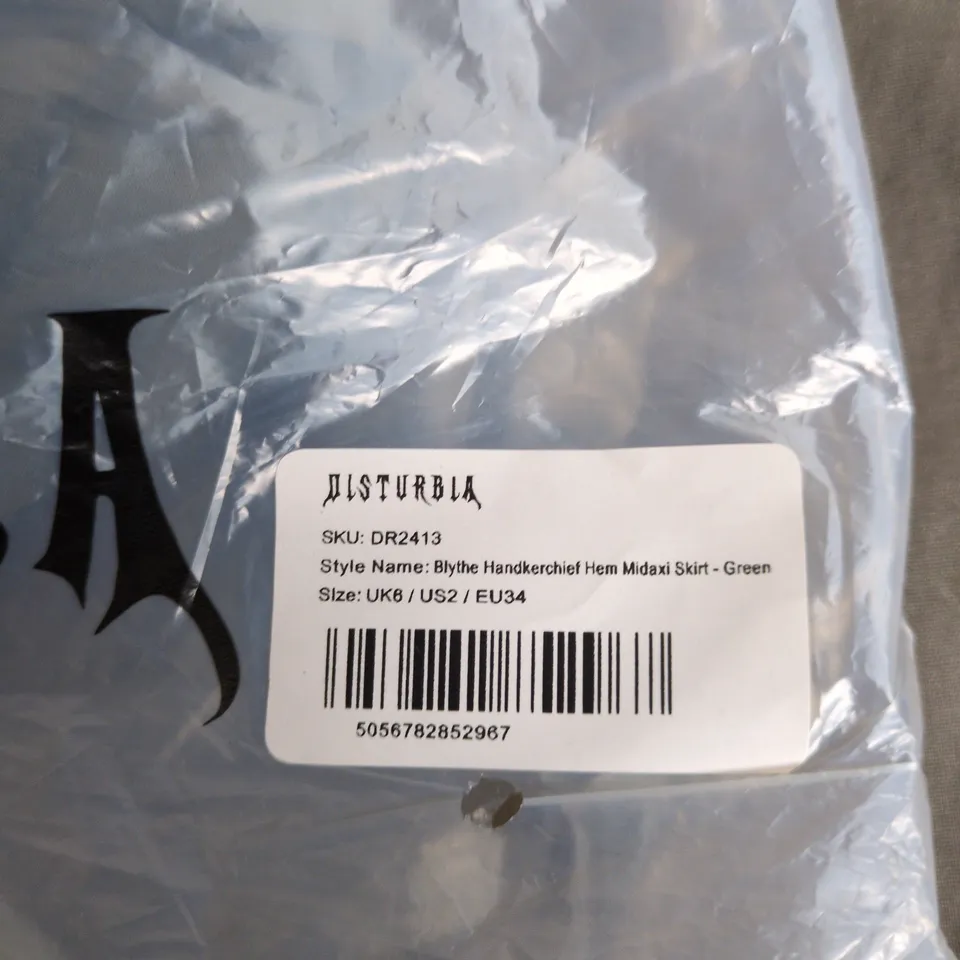 A
DISTURBIA
SKU: DR2413
Style Name: Blythe Handkerchief Hem Midaxi Skirt - Green
Size: UK6 / US2 / EU34
5056782852967